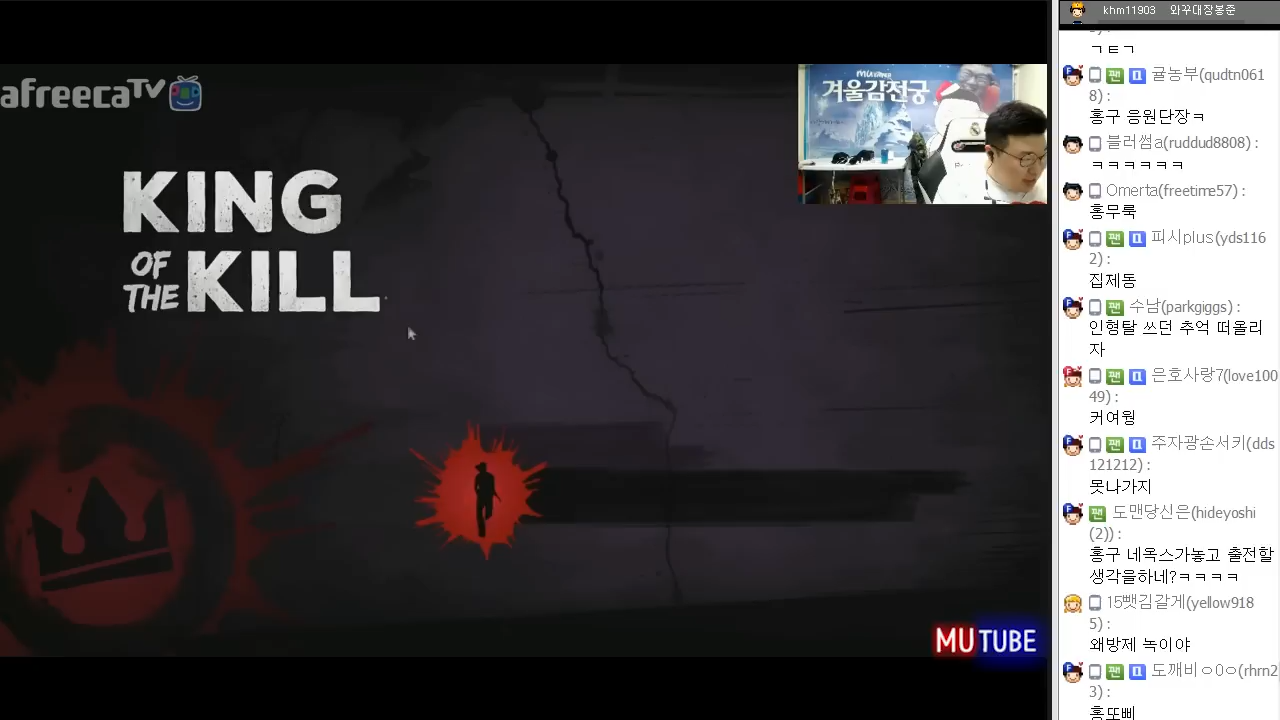 khm11903 와꾸대장봉준
ㄱㅌㄱ
afreecaTV
귤농부(qudtn061
8) :
홍구 응원단장ㅋ
겨울감전궁
블러썸a(ruddud8808) :
ㅋㅋㅋㅋㅋㅋ
KING
OF THE KILL
Omerta(freetime57) :
홍무룩
피시plus(yds116
2) :
집제동
수남(parkgiggs) :
인형탈 쓰던 추억 떠올리
자
은호사랑7(love100
49) :
커여웡
주자광손서키(dds
121212) :
못나가지
도맨당신은(hideyoshi
(2)) :
홍구 네옥스가놓고 출전할
생각을하네?ㅋㅋㅋㅋ
15뺏김갈게(yellow918
5) :
왜방제 녹이야
MUTUBE
도깨비ㅇ0ㅇ(rhrn2
3) :
홍또삐